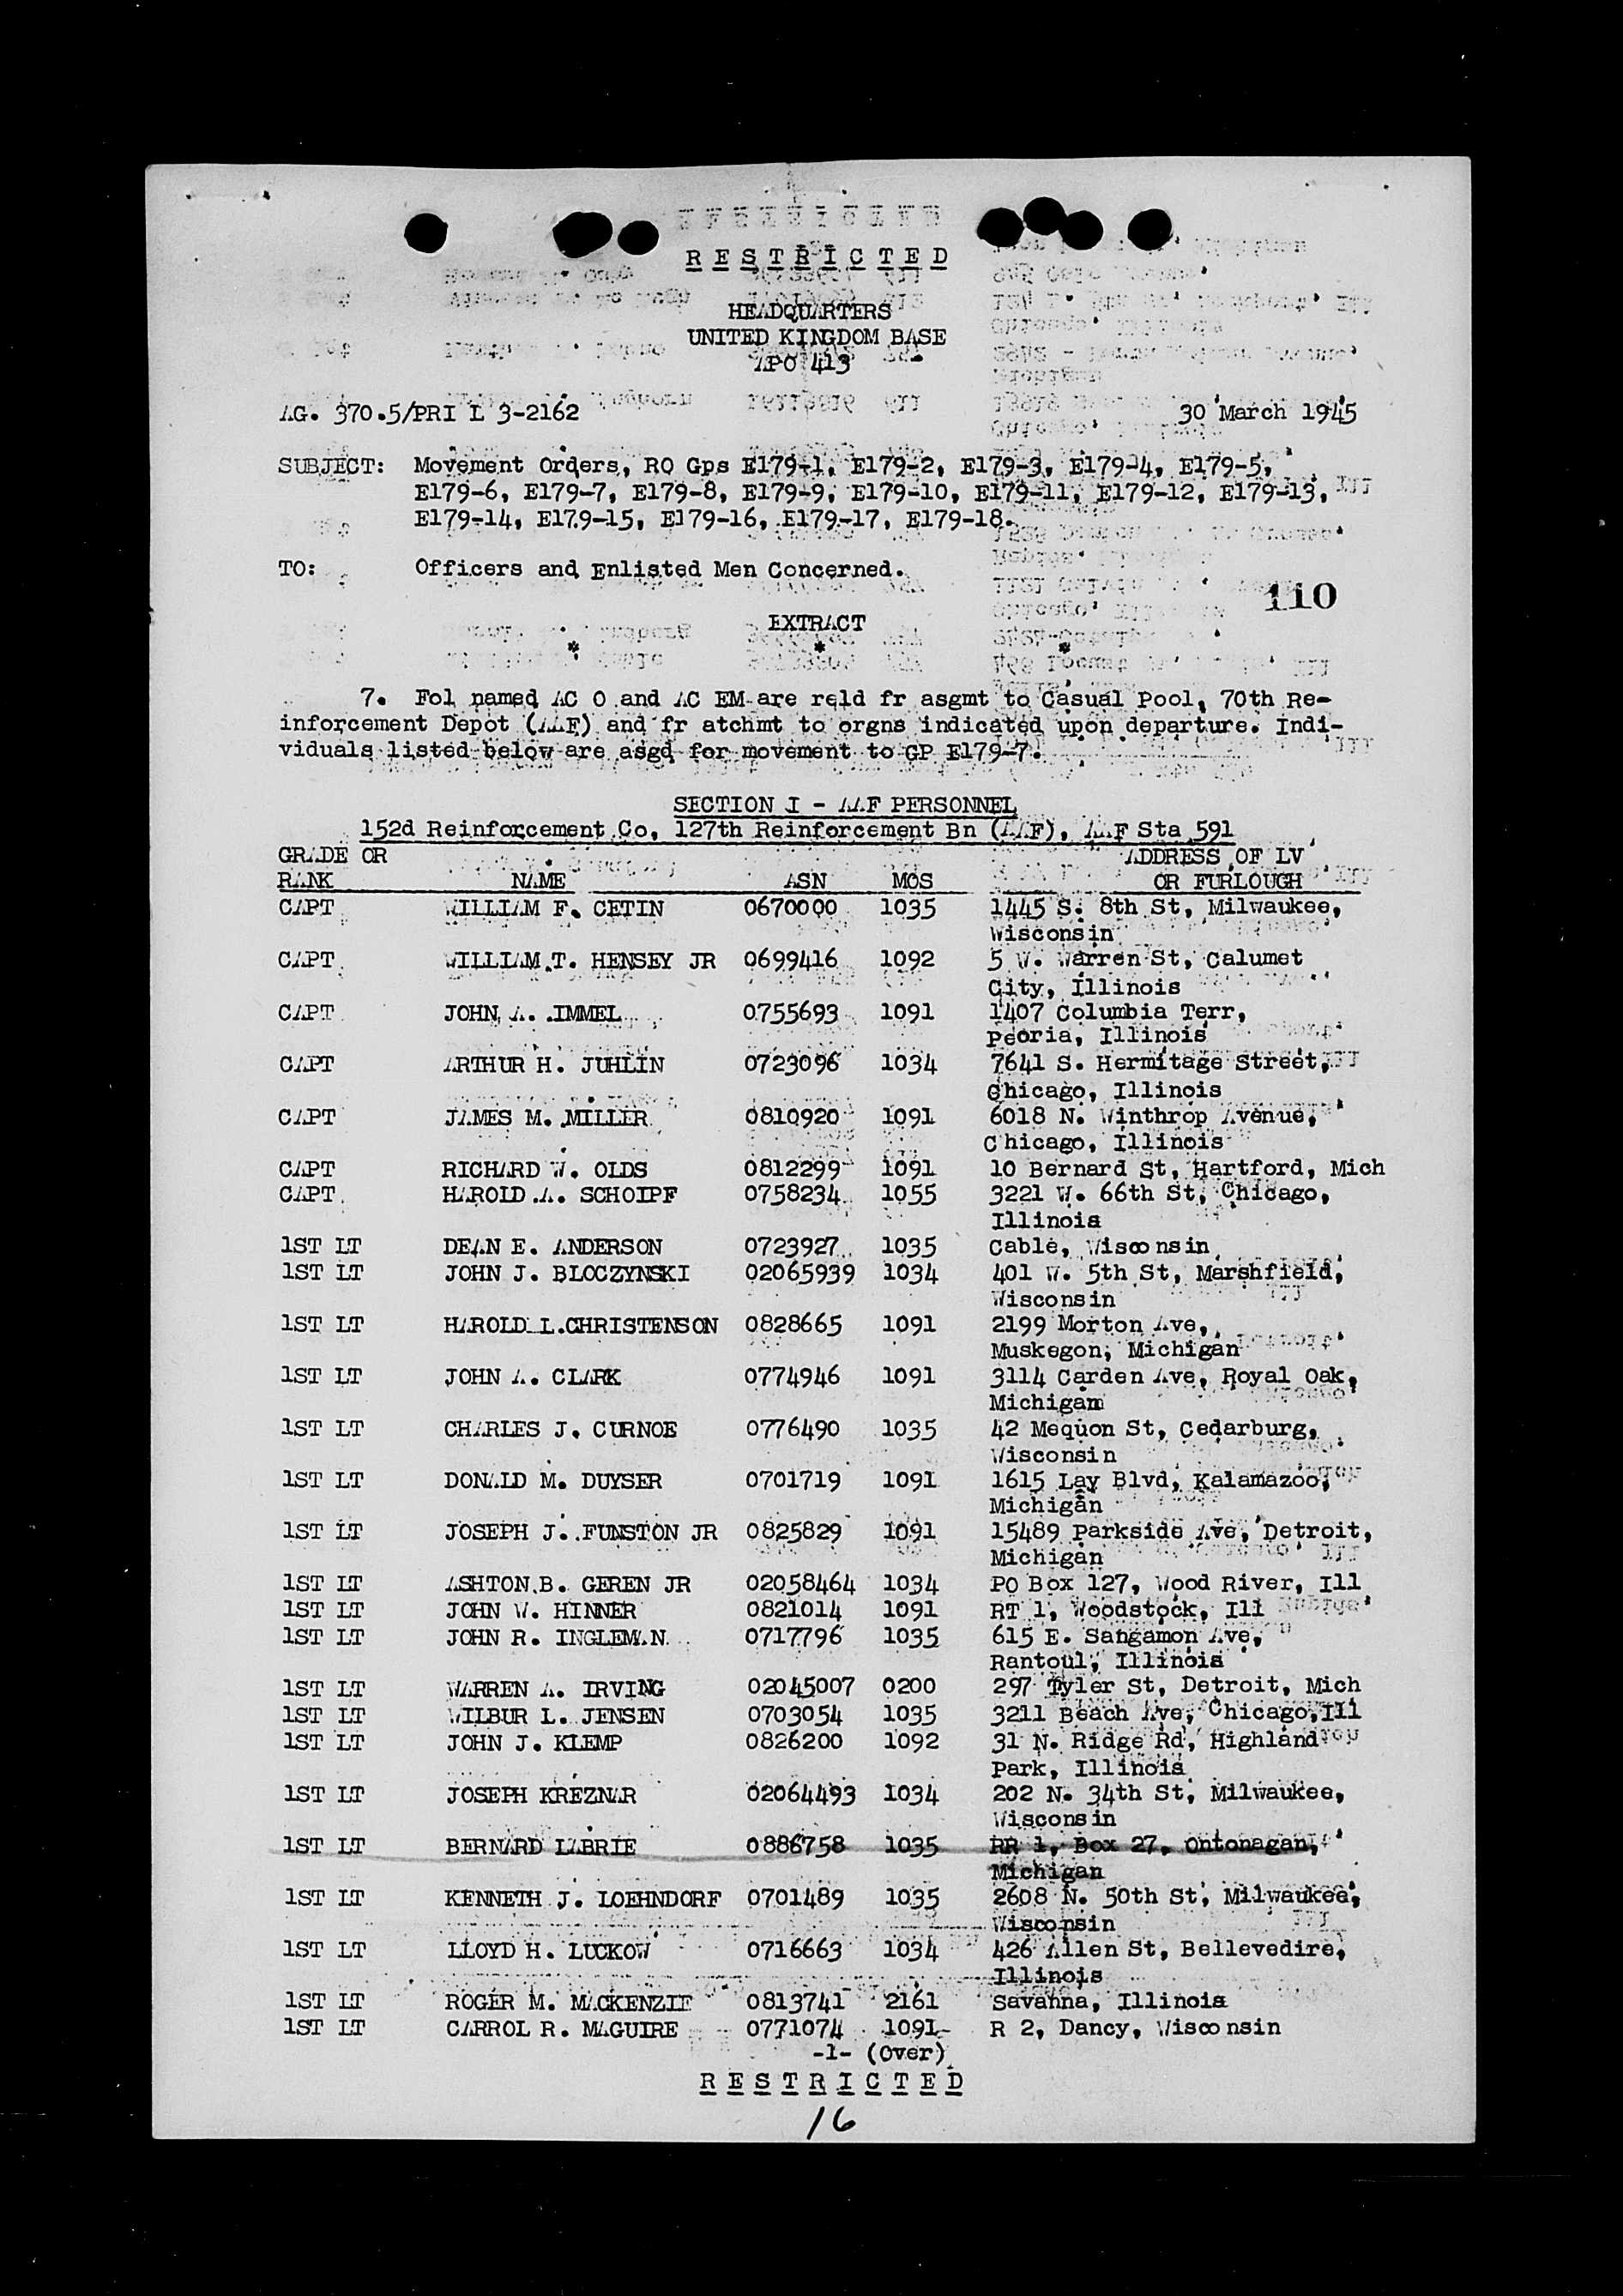 RESTRICTED
HEADQUARTERS
UNITED KINGDOM BASE
APO 413
AG. 370.5/PRI L 3-2162 30 March 1945
SUBJECT: Movement Orders, RO Gps E179-1, E179-2, E179-3, E179-4, E179-5,
E179-6, E179-7, E179-8, E179-9, E179-10, E179-11, E179-12, E179-13,
E179-14, E179-15, E179-16, E179-17, E179-18.
TO: Officers and Enlisted Men Concerned.
110
EXTRACT
* * *
7. Fol named AC O and AC EM are reld fr asgmt to Casual Pool, 70th Re-
inforcement Depot (AAF) and fr atchmt to orgns indicated upon departure. Indi-
viduals listed below are asgd for movement to GP E179-7.
SECTION I - AAF PERSONNEL
152d Reinforcement Co, 127th Reinforcement Bn (AAF), AAF Sta 591
GRADE OR ADDRESS OF LV
RANK NAME ASN MOS OR FURLOUGH
CAPT WILLIAM F. CETIN 0670000 1035 1445 S. 8th St, Milwaukee,
Wisconsin
CAPT WILLIAM T. HENSEY JR 0699416 1092 5 W. Warren St, Calumet
City, Illinois
CAPT JOHN A. IMMEL 0755693 1091 1407 Columbia Terr,
Peoria, Illinois
CAPT ARTHUR H. JUHLIN 0723096 1034 7641 S. Hermitage Street,
Chicago, Illinois
CAPT JAMES M. MILLER 0810920 1091 6018 N. Winthrop Avenue,
Chicago, Illinois
CAPT RICHARD W. OLDS 0812299 1091 10 Bernard St, Hartford, Mich
CAPT HAROLD A. SCHOIPF 0758234 1055 3221 W. 66th St, Chicago,
Illinois
1ST LT DEAN E. ANDERSON 0723927 1035 Cable, Wisconsin
1ST LT JOHN J. BLOCZYNSKI 02065939 1034 401 W. 5th St, Marshfield,
Wisconsin
1ST LT HAROLD L.CHRISTENSON 0828665 1091 2199 Morton Ave,
Muskegon, Michigan
1ST LT JOHN A. CLARK 0774946 1091 3114 Carden Ave, Royal Oak,
Michigan
1ST LT CHARLES J. CURNOE 0776490 1035 42 Mequon St, Cedarburg,
Wisconsin
1ST LT DONALD M. DUYSER 0701719 1091 1615 Lay Blvd, Kalamazoo,
Michigan
1ST LT JOSEPH J. FUNSTON JR 0825829 1091 15489 Parkside Ave, Detroit,
Michigan
1ST LT ASHTON B. GEREN JR 02058464 1034 PO Box 127, Wood River, Ill
1ST LT JOHN W. HINNER 0821014 1091 RT 1, Woodstock, Ill
1ST LT JOHN R. INGLEMAN 0717796 1035 615 E. Sangamon Ave,
Rantoul, Illinois
1ST LT WARREN A. IRVING 02045007 0200 297 Tyler St, Detroit, Mich
1ST LT WILBUR L. JENSEN 0703054 1035 3211 Beach Ave, Chicago,Ill
1ST LT JOHN J. KLEMP 0826200 1092 31 N. Ridge Rd, Highland
Park, Illinois
1ST LT JOSEPH KREZNAR 02064493 1034 202 N. 34th St, Milwaukee,
Wisconsin
1ST LT BERNARD LABRIE 0886758 1035 RR 1, Box 27, Ontonagan,
Michigan
1ST LT KENNETH J. LOEHNDORF 0701489 1035 2608 N. 50th St, Milwaukee,
Wisconsin
1ST LT LLOYD H. LUCKOW 0716663 1034 426 Allen St, Bellevedire,
Illinois
1ST LT ROGER M. MACKENZIE 0813741 2161 Savanna, Illinois
1ST LT CARROL R. MAGUIRE 0771074 1091 R 2, Dancy, Wisconsin
-1- (Over)
RESTRICTED
16